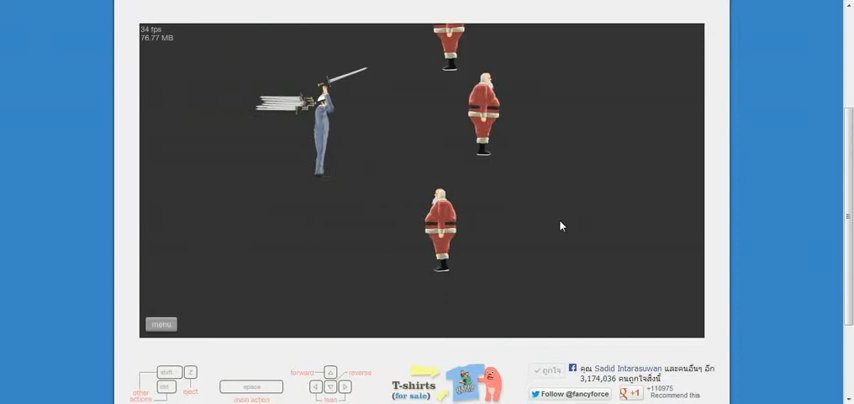 34 fps
76.77 MB
menu
shift
Z
ctrl
eject
other
actions
space
main action
forward
reverse
lean
T-shirts
(for sale)
ถูกใจ
คุณ Sadid Intarasuwan และคนอื่นๆ อีก
3,174,036 คนถูกใจสิ่งนี้
Follow @fancyforce
g +1
+110975
Recommend this